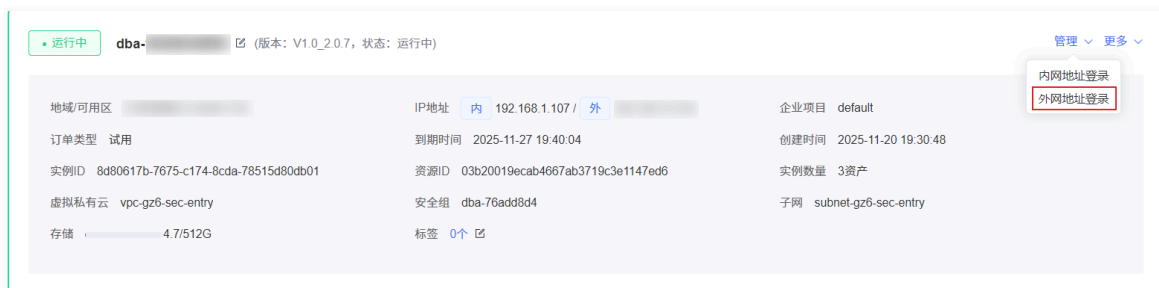 运行中 dba- (版本：V1.0_2.0.7，状态：运行中) 管理 更多
内网地址登录
外网地址登录
地域/可用区 IP地址 内 192.168.1.107 / 外 企业项目 default
订单类型 试用 到期时间 2025-11-27 19:40:04 创建时间 2025-11-20 19:30:48
实例ID 8d80617b-7675-c174-8cda-78515d80db01 资源ID 03b20019ecab4667ab3719c3e1147ed6 实例数量 3资产
虚拟私有云 vpc-gz6-sec-entry 安全组 dba-76add8d4 子网 subnet-gz6-sec-entry
存储 4.7/512G 标签 0个